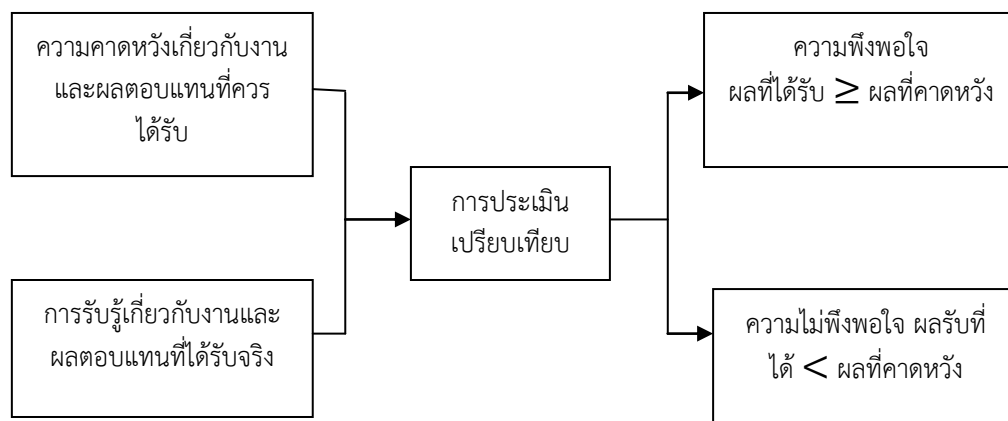 ความคาดหวังเกี่ยวกับงาน
และผลตอบแทนที่ควร
ได้รับ
การรับรู้เกี่ยวกับงานและ
ผลตอบแทนที่ได้รับจริง
การประเมิน
เปรียบเทียบ
ความพึงพอใจ
ผลที่ได้รับ ≥ ผลที่คาดหวัง
ความไม่พึงพอใจ ผลรับที่
ได้ < ผลที่คาดหวัง